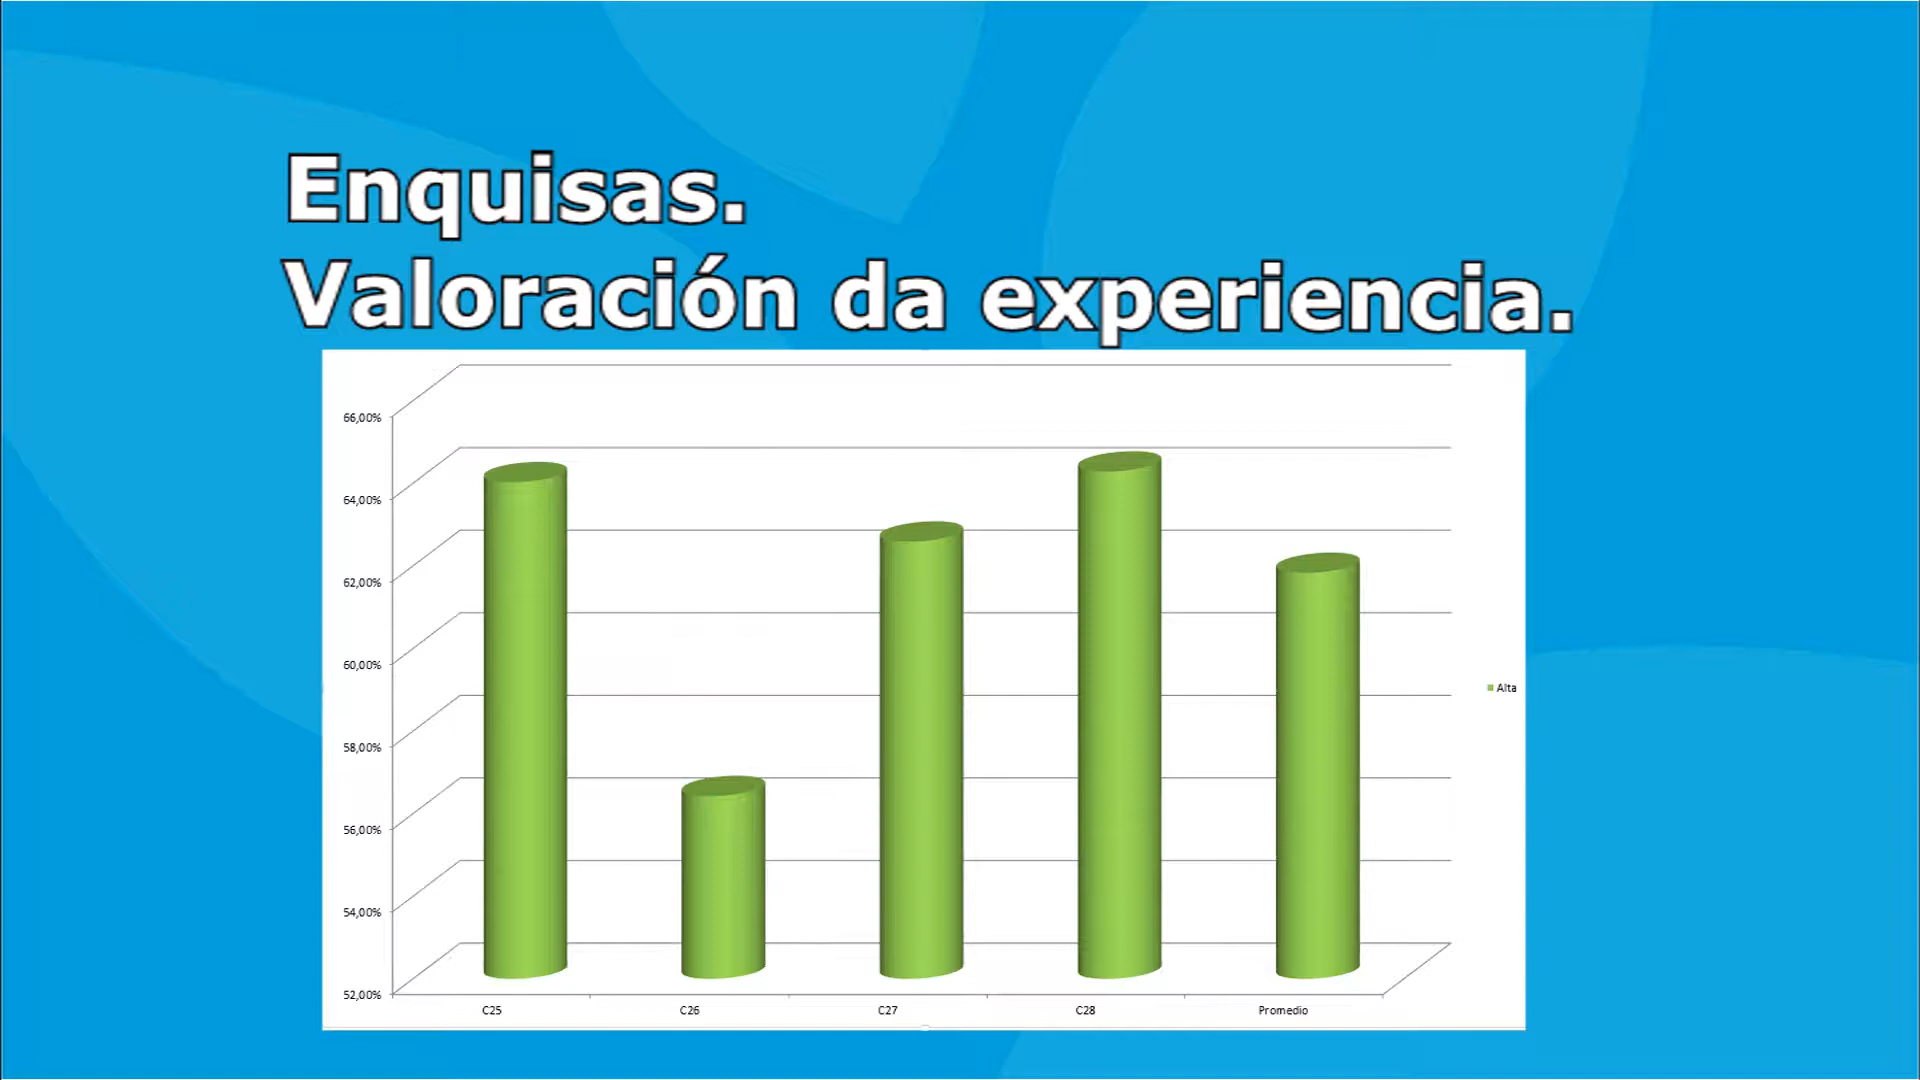 Enquisas.
Valoración da experiencia.
66,00%
64,00%
62,00%
60,00%
58,00%
56,00%
54,00%
52,00%
C25 C26 C27 C28 Promedio
Alta